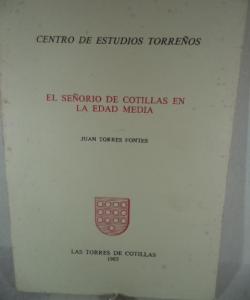 CENTRO DE ESTUDIOS TORREÑOS
EL SEÑORIO DE COTILLAS EN
LA EDAD MEDIA
JUAN TORRES FONTES
LAS TORRES DE COTILLAS